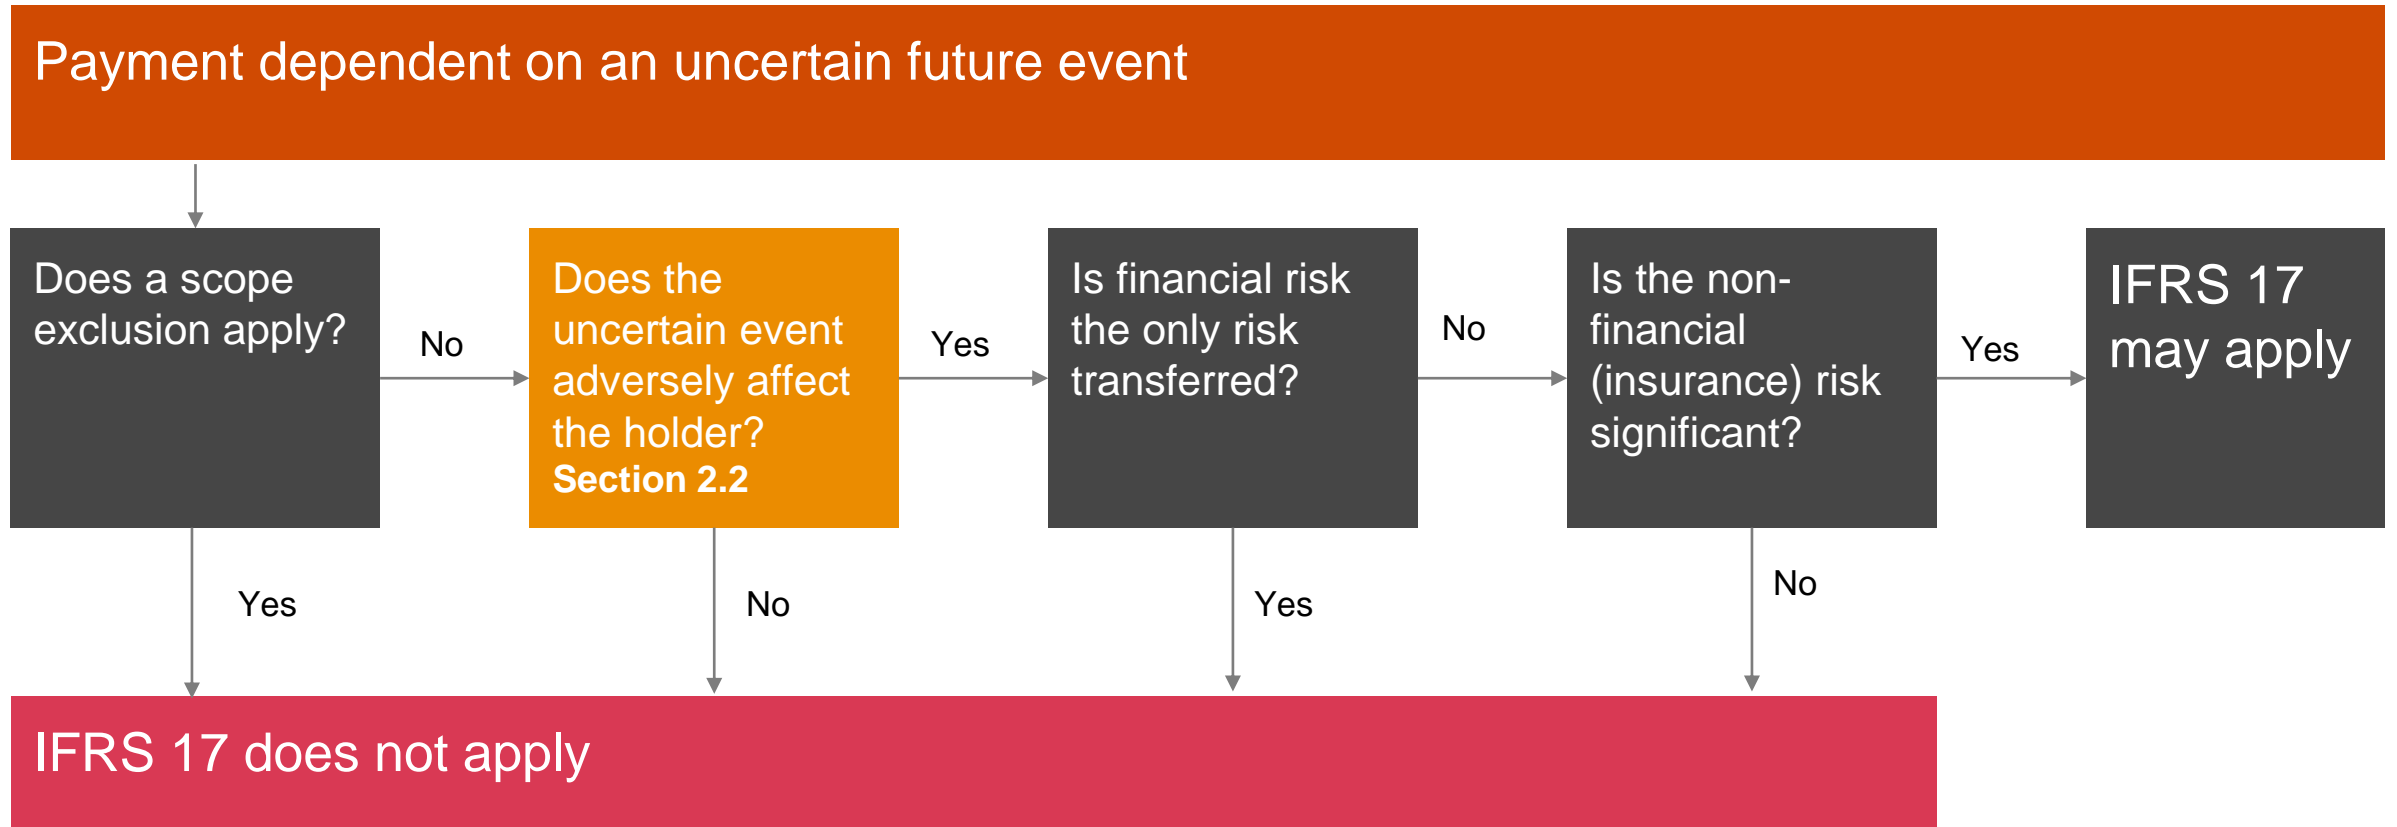 Payment dependent on an uncertain future event
Does a scope
exclusion apply?
No
Does the
uncertain event
adversely affect
the holder?
Section 2.2
Yes
Is financial risk
the only risk
transferred?
No
Is the non-
financial
(insurance) risk
significant?
Yes
IFRS 17
may apply
Yes
No
Yes
No
IFRS 17 does not apply